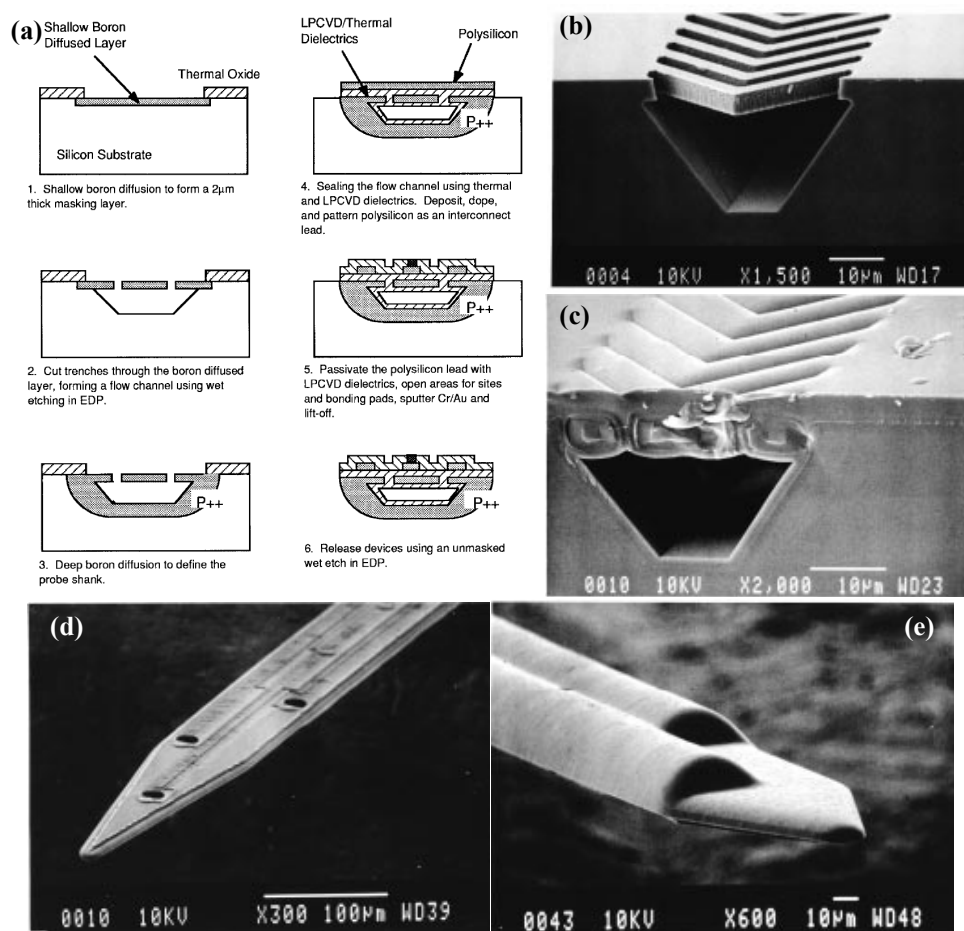 (a)
Shallow Boron
Diffused Layer
Thermal Oxide
Silicon Substrate
1. Shallow boron diffusion to form a 2μm
thick masking layer.
2. Cut trenches through the boron diffused
layer, forming a flow channel using wet
etching in EDP.
P++
3. Deep boron diffusion to define the
probe shank.
LPCVD/Thermal
Dielectrics
Polysilicon
P++
4. Sealing the flow channel using thermal
and LPCVD dielectrics. Deposit, dope,
and pattern polysilicon as an interconnect
lead.
P++
5. Passivate the polysilicon lead with
LPCVD dielectrics, open areas for sites
and bonding pads, sputter Cr/Au and
lift-off.
P++
6. Release devices using an unmasked
wet etch in EDP.
(b)
0004 10KV X1,500 10μm WD17
(c)
0010 10KV X2,000 10μm WD23
(d)
0010 10KV X300 100μm WD39
(e)
0043 10KV X600 10μm WD48